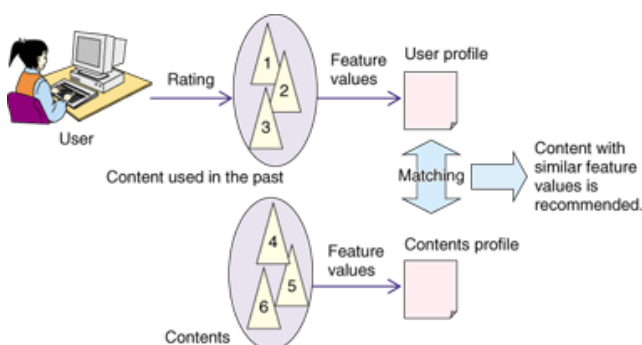 User
Rating
1
2
3
Content used in the past
Feature
values
User profile
Matching
Content with
similar feature
values is
recommended.
4
5
6
Contents
Feature
values
Contents profile